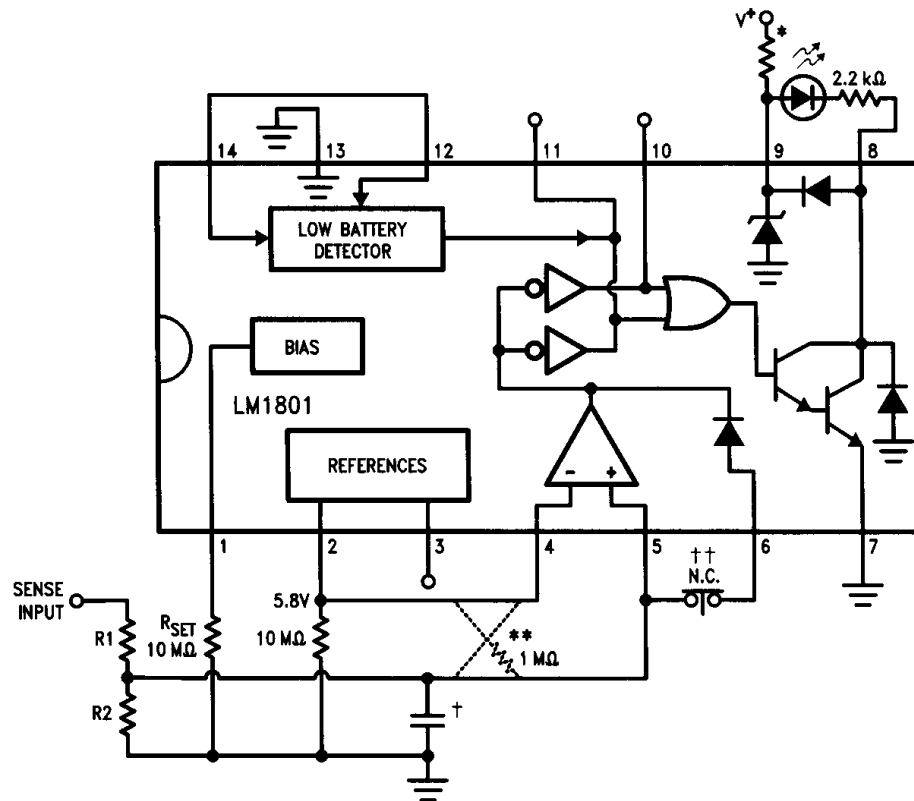 V+
*
2.2 kΩ
14
13
12
11
10
9
8
LOW BATTERY
DETECTOR
BIAS
LM1801
REFERENCES
-
+
1
2
3
4
5
6
7
††
N.C.
SENSE
INPUT
5.8V
R1
RSET
10 MΩ
10 MΩ
**
1 MΩ
R2
†